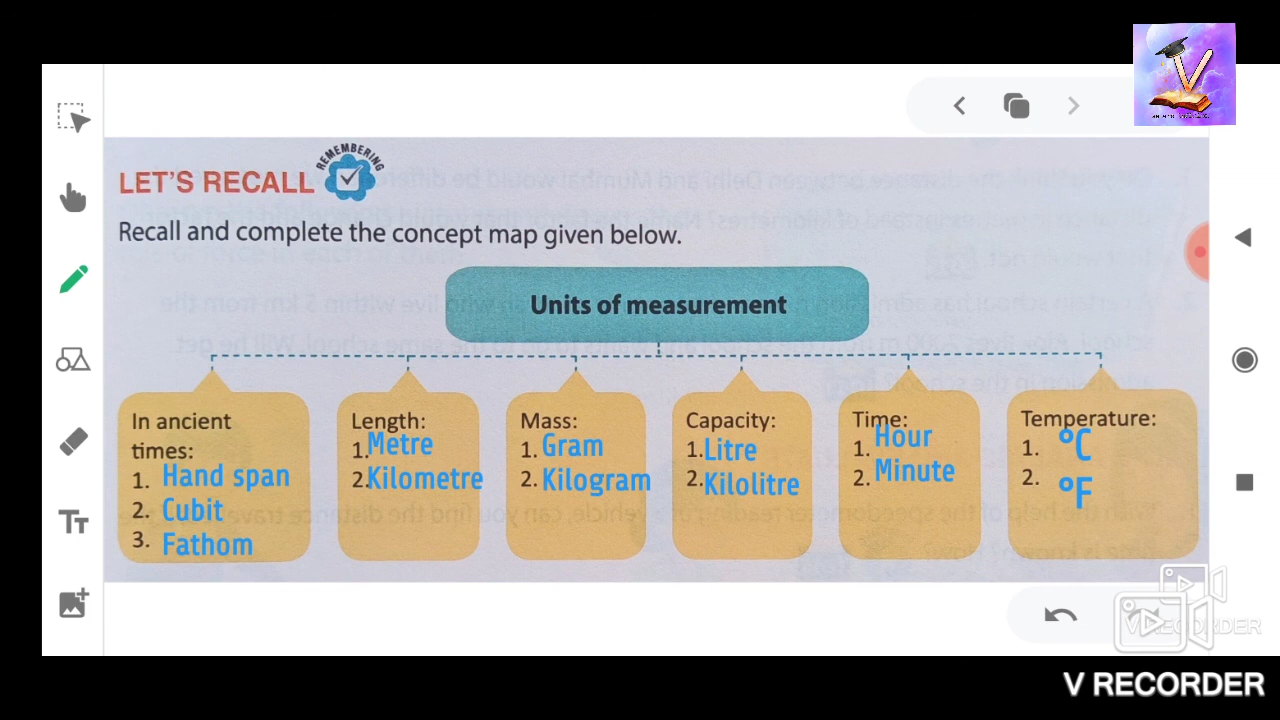 REMEMBERING
LET'S RECALL
Recall and complete the concept map given below.
Units of measurement
In ancient
times:
1. Hand span
2. Cubit
3. Fathom
Length:
1. Metre
2. Kilometre
Mass:
1. Gram
2. Kilogram
Capacity:
1. Litre
2. Kilolitre
Time:
1. Hour
2. Minute
Temperature:
1. °C
2. °F
V RECORDER
V RECORDER